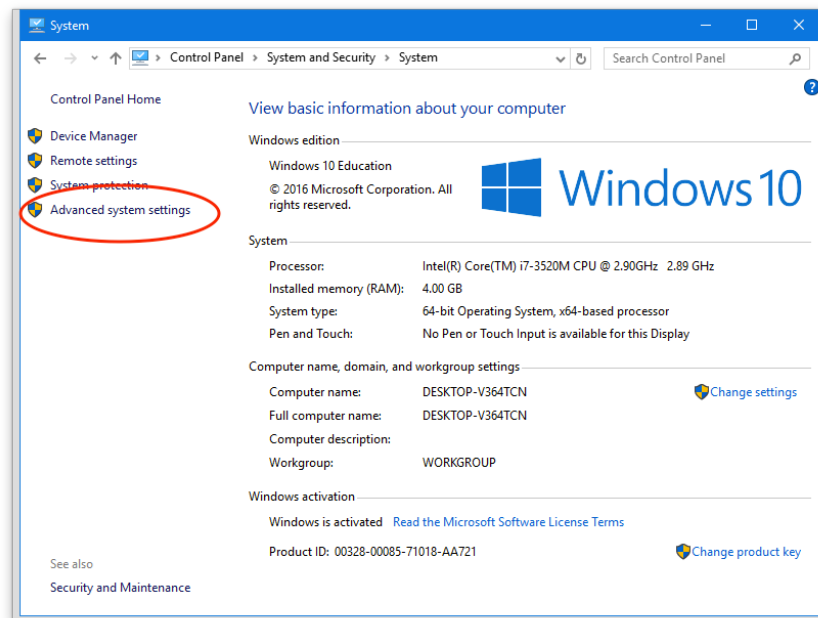 System
Control Panel > System and Security > System
Search Control Panel
?
Control Panel Home
Device Manager
Remote settings
System protection
Advanced system settings
View basic information about your computer
Windows edition
Windows 10 Education
© 2016 Microsoft Corporation. All
rights reserved.
Windows 10
System
Processor: Intel(R) Core(TM) i7-3520M CPU @ 2.90GHz 2.89 GHz
Installed memory (RAM): 4.00 GB
System type: 64-bit Operating System, x64-based processor
Pen and Touch: No Pen or Touch Input is available for this Display
Computer name, domain, and workgroup settings
Computer name: DESKTOP-V364TCN Change settings
Full computer name: DESKTOP-V364TCN
Computer description:
Workgroup: WORKGROUP
Windows activation
Windows is activated Read the Microsoft Software License Terms
Product ID: 00328-00085-71018-AA721 Change product key
See also
Security and Maintenance